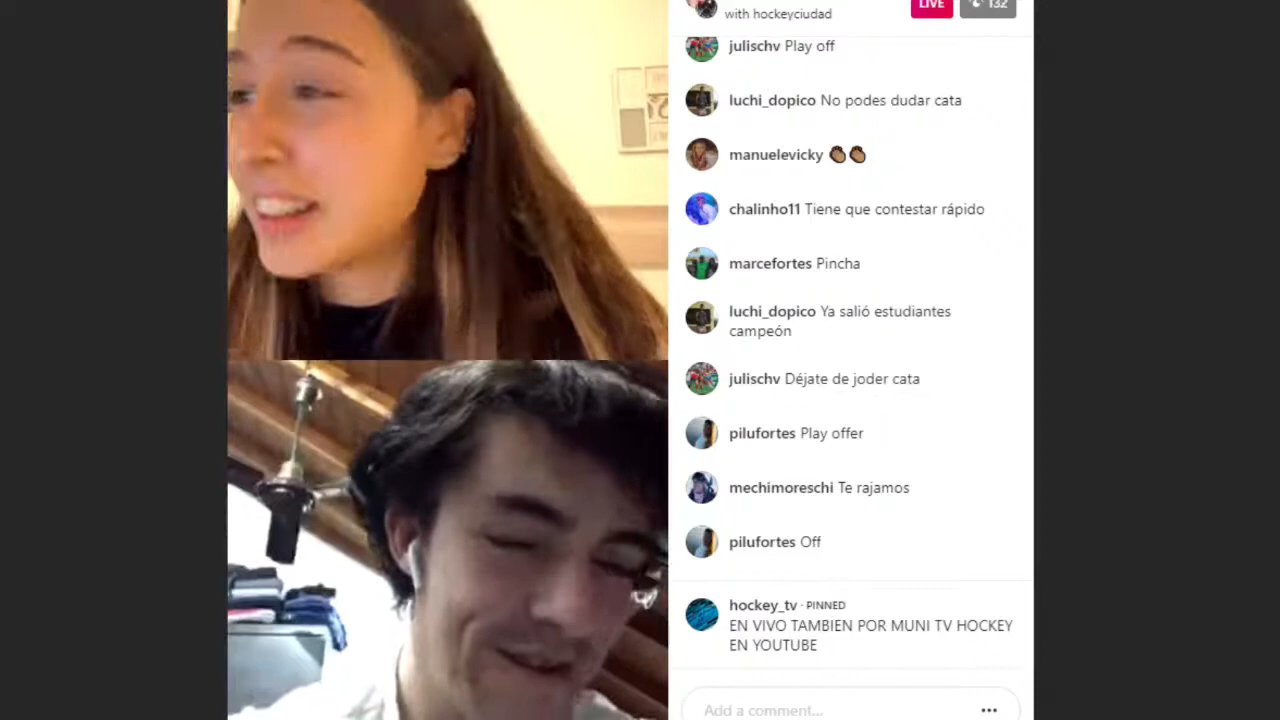 with hockeyciudad
LIVE
132
julischv Play off
luchi_dopico No podes dudar cata
manuelevicky 👏🏽👏🏽
chalinho11 Tiene que contestar rápido
marcefortes Pincha
luchi_dopico Ya salió estudiantes
campeón
julischv Déjate de joder cata
pilufortes Play offer
mechimoreschi Te rajamos
pilufortes Off
hockey_tv · PINNED
EN VIVO TAMBIEN POR MUNI TV HOCKEY
EN YOUTUBE
Add a comment...